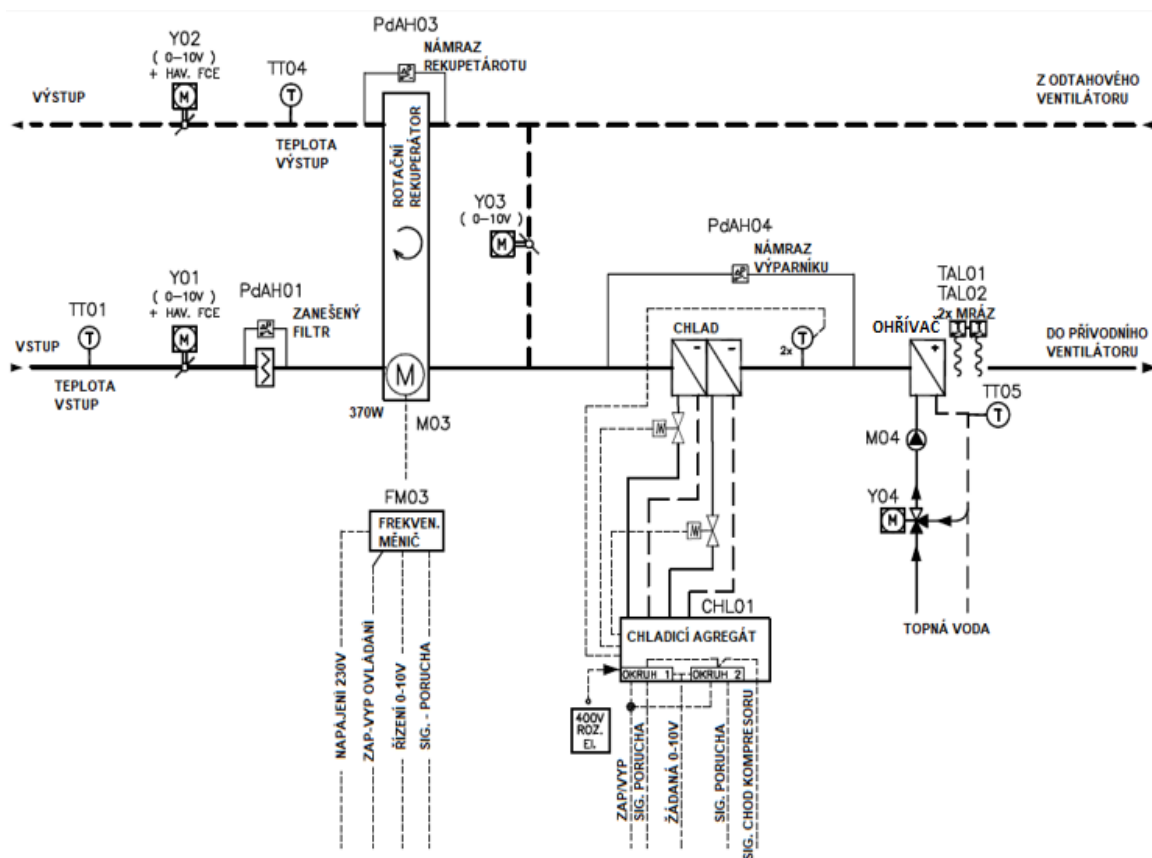 PdAH03
Y02
( 0–10V )
+ HAV. FCE
M
TT04
T
NÁMRAZ
REKUPETÁROTU
VÝSTUP
Z ODTAHOVÉHO
VENTILÁTORU
TEPLOTA
VÝSTUP
ROTAČNÍ
REKUPERÁTOR
Y03
( 0–10V )
M
PdAH04
NÁMRAZ
VÝPARNÍKU
Y01
( 0–10V )
+ HAV. FCE
M
PdAH01
ZANEŠENÝ
FILTR
TT01
T
TAL01
TAL02
2x MRÁZ
CHLAD
T
2x
OHŘÍVAČ
VSTUP
DO PŘÍVODNÍHO
VENTILÁTORU
TEPLOTA
VSTUP
M
370W
M03
TT05
T
M04
FM03
FREKVEN.
MĚNIČ
Y04
M
CHL01
CHLADICÍ AGREGÁT
TOPNÁ VODA
OKRUH 1
OKRUH 2
400V
ROZ.
El.
NAPÁJENÍ 230V
ZAP-VYP OVLÁDÁNÍ
ŘÍZENÍ 0-10V
SIG. - PORUCHA
ZAP/VYP
SIG. PORUCHA
ŽÁDANÁ 0-10V
SIG. PORUCHA
SIG. CHOD KOMPRESORU